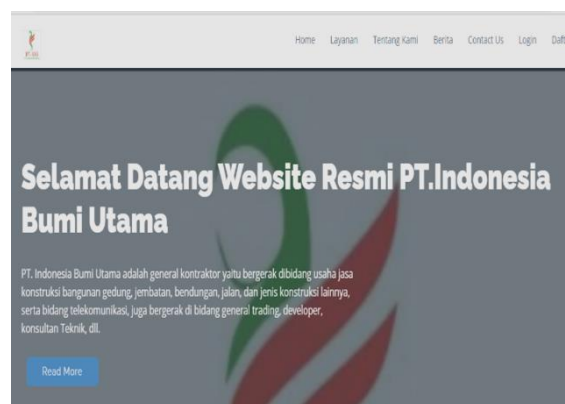 Home Layanan Tentang Kami Berita Contact Us Login
Selamat Datang Website Resmi PT.Indonesia
Bumi Utama
PT. Indonesia Bumi Utama adalah general kontraktor yaitu bergerak dibidang usaha jasa
konstruksi bangunan gedung, jembatan, bendungan, jalan, dan jenis konstruksi lainnya,
serta bidang telekomunikasi, juga bergerak di bidang general trading, developer,
konsultan Teknik, dll.
Read More